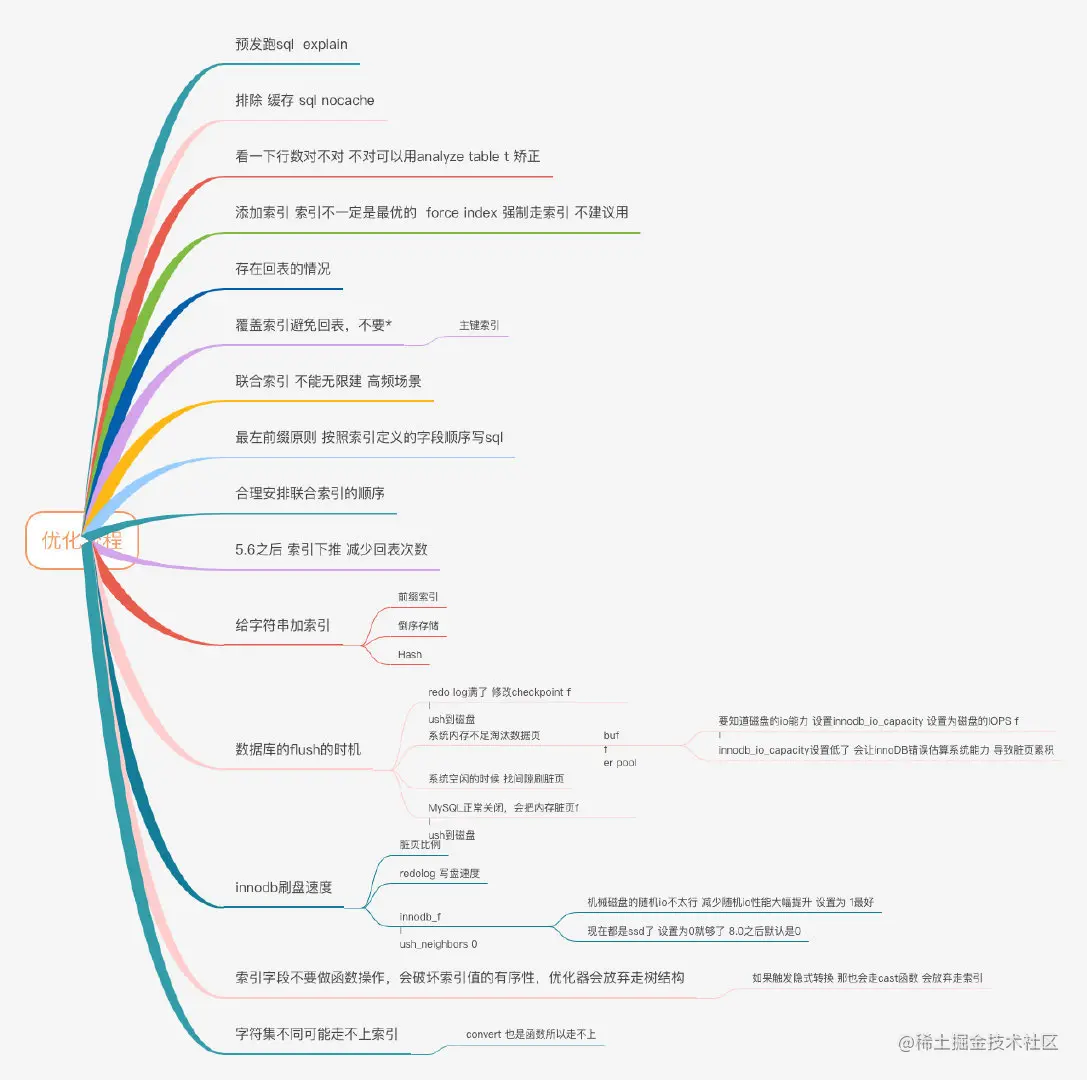 预发跑sql explain
排除 缓存 sql nocache
看一下行数对不对 不对可以用analyze table t 矫正
添加索引 索引不一定是最优的 force index 强制走索引 不建议用
存在回表的情况
覆盖索引避免回表，不要*
主键索引
联合索引 不能无限建 高频场景
最左前缀原则 按照索引定义的字段顺序写sql
合理安排联合索引的顺序
优化 程
5.6之后 索引下推 减少回表次数
给字符串加索引
前缀索引
倒序存储
Hash
数据库的flush的时机
redo log满了 修改checkpoint f
l
ush到磁盘
系统内存不足淘汰数据页
buf
f
er pool
要知道磁盘的io能力 设置innodb_io_capacity 设置为磁盘的IOPS f
l
innodb_io_capacity设置低了 会让innoDB错误估算系统能力 导致脏页累积
系统空闲的时候 找间隙刷脏页
MySQL正常关闭，会把内存脏页f
l
ush到磁盘
innodb刷盘速度
脏页比例
redolog 写盘速度
innodb_f
l
ush_neighbors 0
机械磁盘的随机io不太行 减少随机io性能大幅提升 设置为 1最好
现在都是ssd了 设置为0就够了 8.0之后默认是0
索引字段不要做函数操作，会破坏索引值的有序性，优化器会放弃走树结构
如果触发隐式转换 那也会走cast函数 会放弃走索引
字符集不同可能走不上索引
convert 也是函数所以走不上
@稀土掘金技术社区